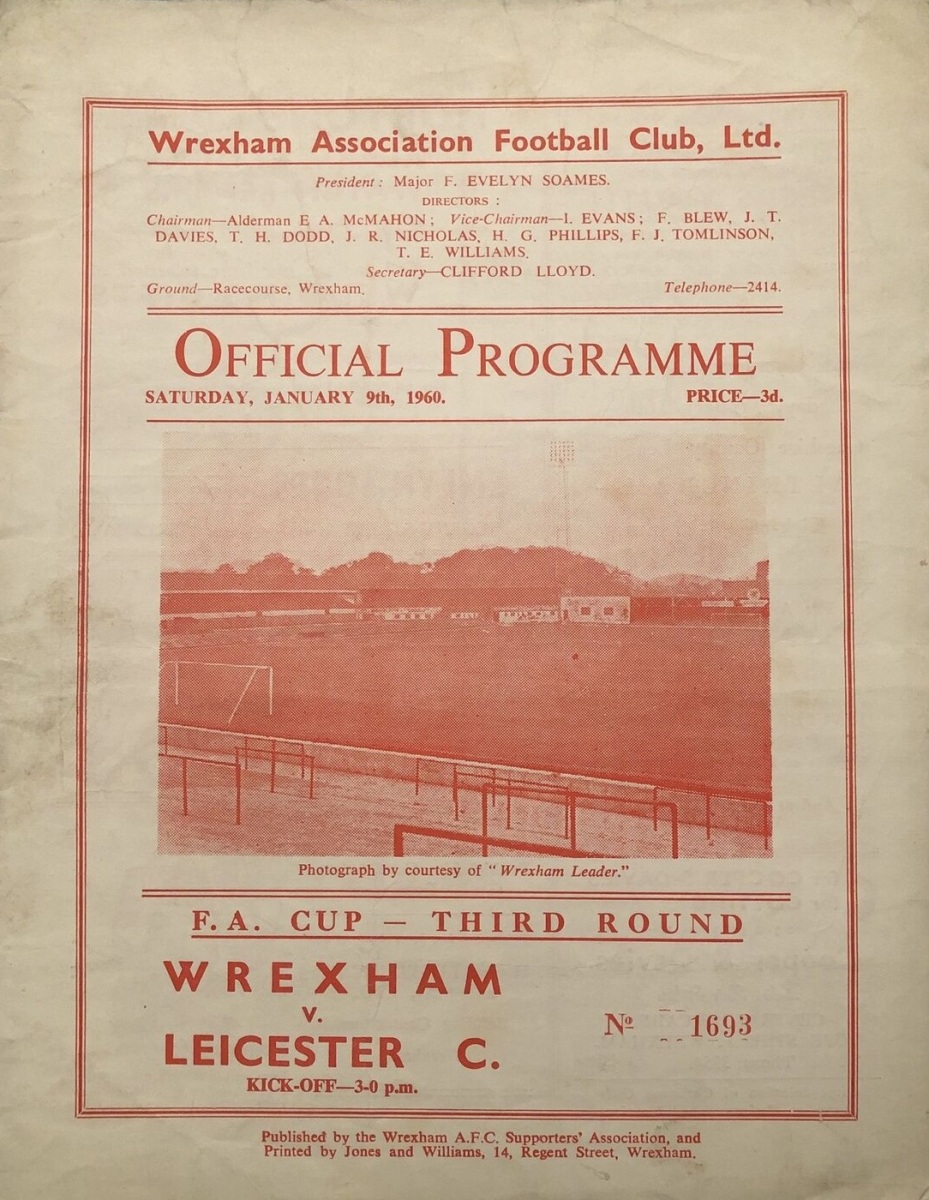 Wrexham Association Football Club, Ltd.
President: Major F. EVELYN SOAMES.
DIRECTORS :
Chairman—Alderman E. A. McMAHON; Vice-Chairman—I. EVANS; F. BLEW, J. T.
DAVIES, T. H. DODD, J. R. NICHOLAS, H. G. PHILLIPS, F. J. TOMLINSON,
T. E. WILLIAMS.
Secretary—CLIFFORD LLOYD.
Ground—Racecourse, Wrexham. Telephone—2414.
OFFICIAL PROGRAMME
SATURDAY, JANUARY 9th, 1960. PRICE—3d.
Photograph by courtesy of "Wrexham Leader."
F.A. CUP — THIRD ROUND
WREXHAM
v.
LEICESTER C.
KICK-OFF—3-0 p.m.
Nº 1693
Published by the Wrexham A.F.C. Supporters' Association, and
Printed by Jones and Williams, 14, Regent Street, Wrexham.